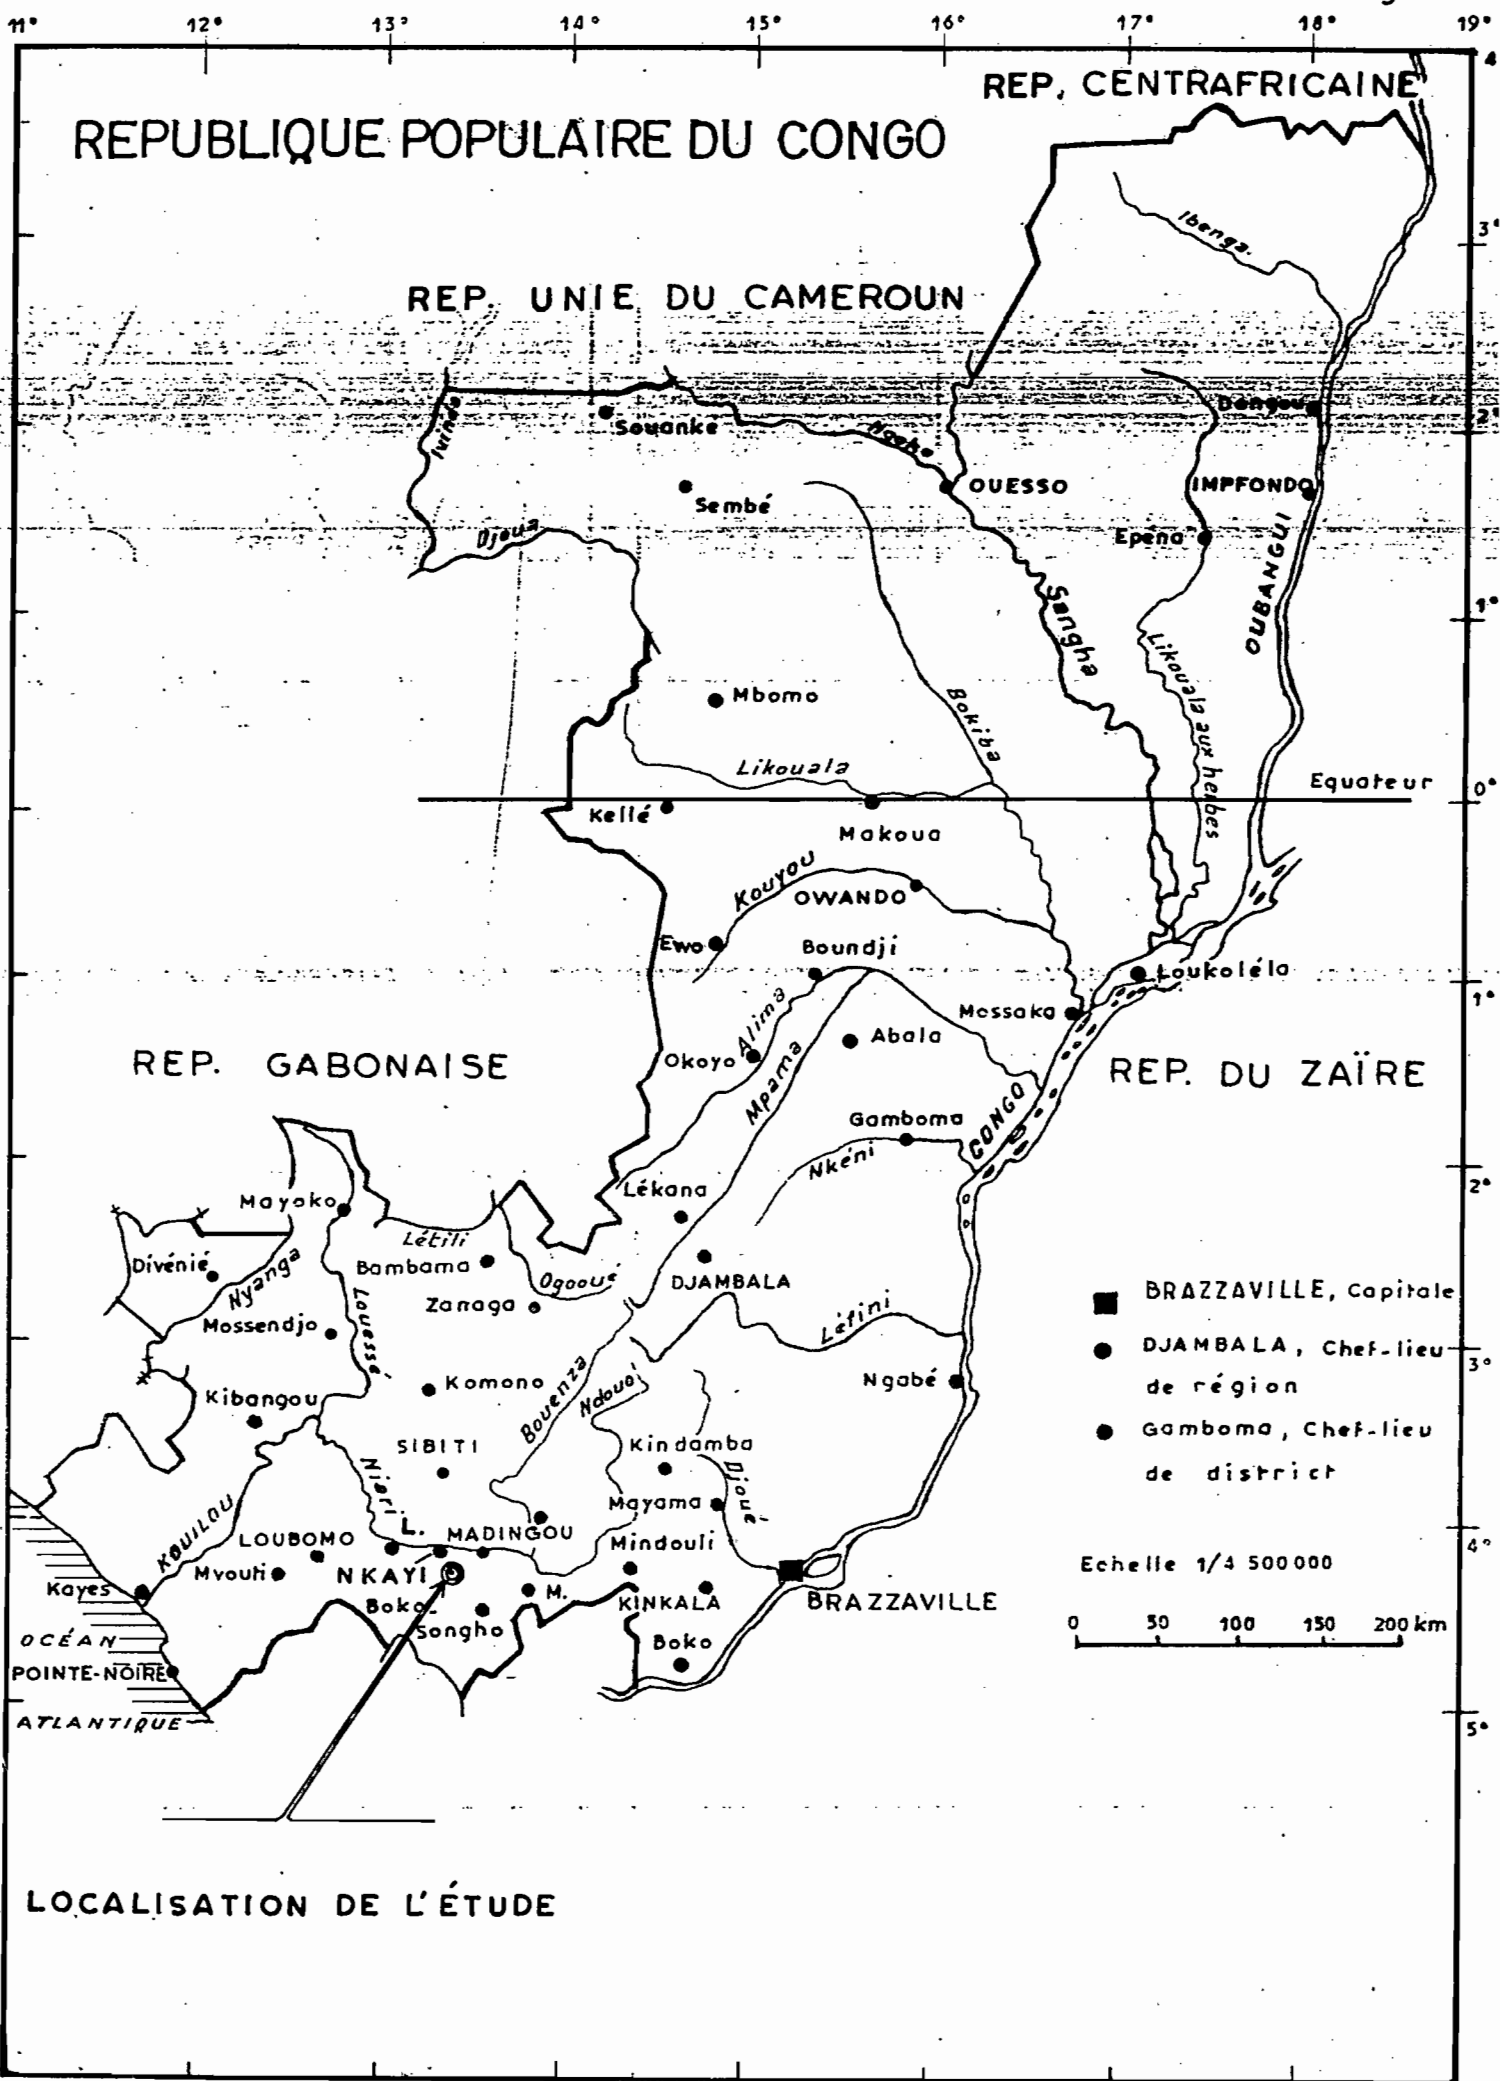 11° 12° 13° 14° 15° 16° 17° 18° 19°
4
REP. CENTRAFRICAINE
REPUBLIQUE POPULAIRE DU CONGO
Ibenga.
3°
REP. UNIE DU CAMEROUN
Ivindo
Souanke
Ngoko
Dongou
2°
Sembé
OUESSO
IMPFONDO
Djoua
Epéna
OUBANGUI
Sangha
1°
Likouala aux herbes
Mbomo
Bokiba
Likouala
Equateur
0°
Kellé
Makoua
Kouyou
OWANDO
Ewo
Boundji
Loukoléla
1°
Alima
Mossaka
Abala
Okoyo
Mpama
REP. GABONAISE
REP. DU ZAÏRE
CONGO
Gamboma
Nkéni
Lékana
2°
Mayoko
Létili
Divénié
Nyanga
Bambama
Ogooué
DJAMBALA
BRAZZAVILLE, Capitale
Zanaga
Léfini
Mossendjo
Louessé
DJAMBALA, Chef-lieu
3°
de région
Komono
Bouenza
Ndouo
Ngabé
Kibangou
Gamboma, Chef-lieu
de district
SIBITI
Kindamba
Niari
Djoué
Mayama
KOUILOU
L.
MADINGOU
LOUBOMO
Mindouli
4°
Mvouti
NKAYI
Echelle 1/4 500 000
Kayes
M.
Boko-
Songho
KINKALA
BRAZZAVILLE
0 50 100 150 200 km
OCÉAN
Boko
POINTE-NOIRE
ATLANTIQUE
5°
LOCALISATION DE L'ÉTUDE